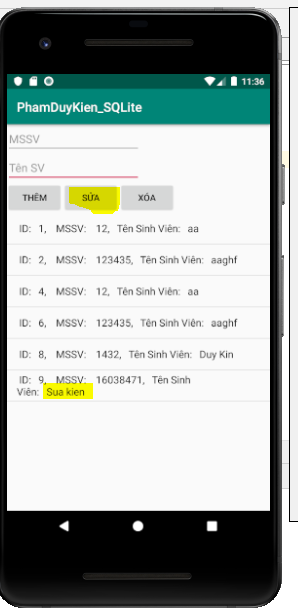 11:36
PhamDuyKien_SQLite
MSSV
Tên SV
THÊM SỬA XÓA
ID: 1, MSSV: 12, Tên Sinh Viên: aa
ID: 2, MSSV: 123435, Tên Sinh Viên: aaghf
ID: 4, MSSV: 12, Tên Sinh Viên: aa
ID: 6, MSSV: 123435, Tên Sinh Viên: aaghf
ID: 8, MSSV: 1432, Tên Sinh Viên: Duy Kin
ID: 9, MSSV: 16038471, Tên Sinh
Viên: Sua kien